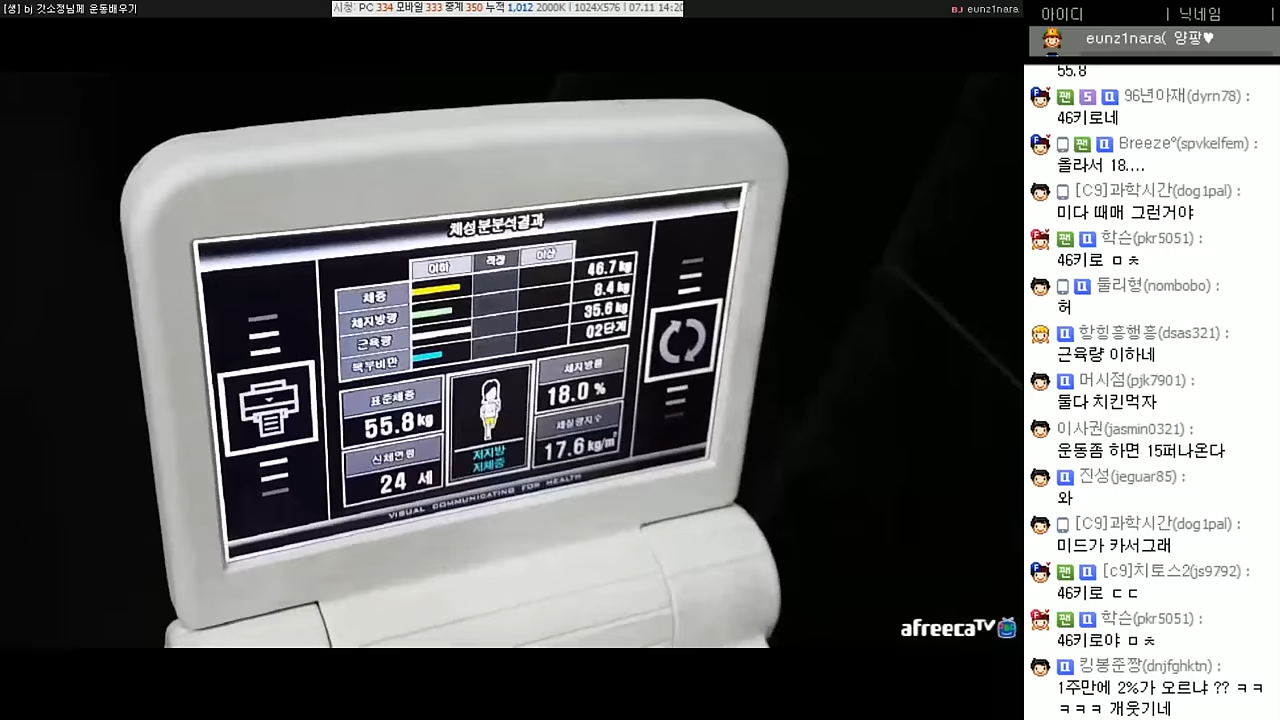 [생] bj 갓소정님께 운동배우기
시청: PC 334 모바일 333 중계 350 누적 1,012 2000K | 1024X576 | 07.11 14:20
BJ eunz1nara
아이디 | 닉네임 |
eunz1nara( 양팡♥
55.8
팬 S 96년아재(dyrn78) :
46키로네
팬 Breeze°(spvkelfem) :
올라서 18....
[C9]과학시간(dog1pal) :
미다 때매 그런거야
팬 학슨(pkr5051) :
46키로 ㅁㅊ
둘리형(nombobo) :
허
항힝흥행흥(dsas321) :
근육량 이하네
머시점(pjk7901) :
둘다 치킨먹자
이사권(jasmin0321) :
운동좀 하면 15퍼나온다
진성(jeguar85) :
와
[C9]과학시간(dog1pal) :
미드가 카서그래
팬 [c9]치토스2(js9792) :
46키로 ㄷㄷ
팬 학슨(pkr5051) :
46키로야 ㅁㅊ
킹봉준짱(dnjfghktn) :
1주만에 2%가 오르냐 ?? ㅋㅋ
ㅋㅋㅋ 개웃기네
체성분분석결과
이하 적정 이상
체중 46.7 kg
체지방량 8.4 kg
근육량 35.6 kg
복부비만 02단계
표준체중
55.8 kg
신체연령
24 세
저지방
저체중
체지방률
18.0 %
체질량지수
17.6 kg/m²
VISUAL COMMUNICATING FOR HEALTH
afreecaTV